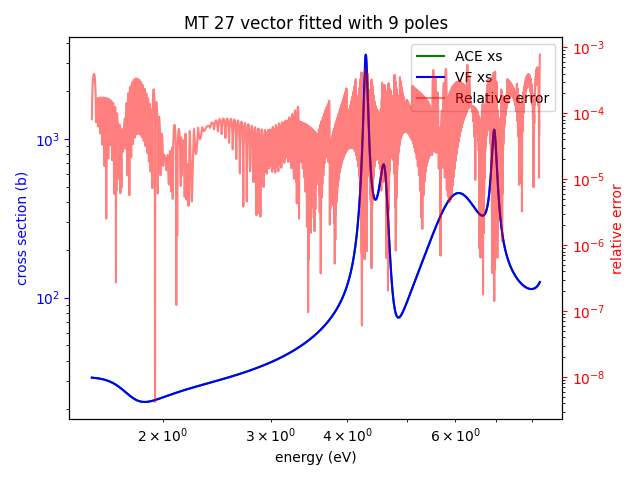 MT 27 vector fitted with 9 poles
ACE xs
VF xs
Relative error
10³
10²
cross section (b)
10⁻³
10⁻⁴
10⁻⁵
10⁻⁶
10⁻⁷
10⁻⁸
relative error
2 × 10⁰
3 × 10⁰
4 × 10⁰
6 × 10⁰
energy (eV)